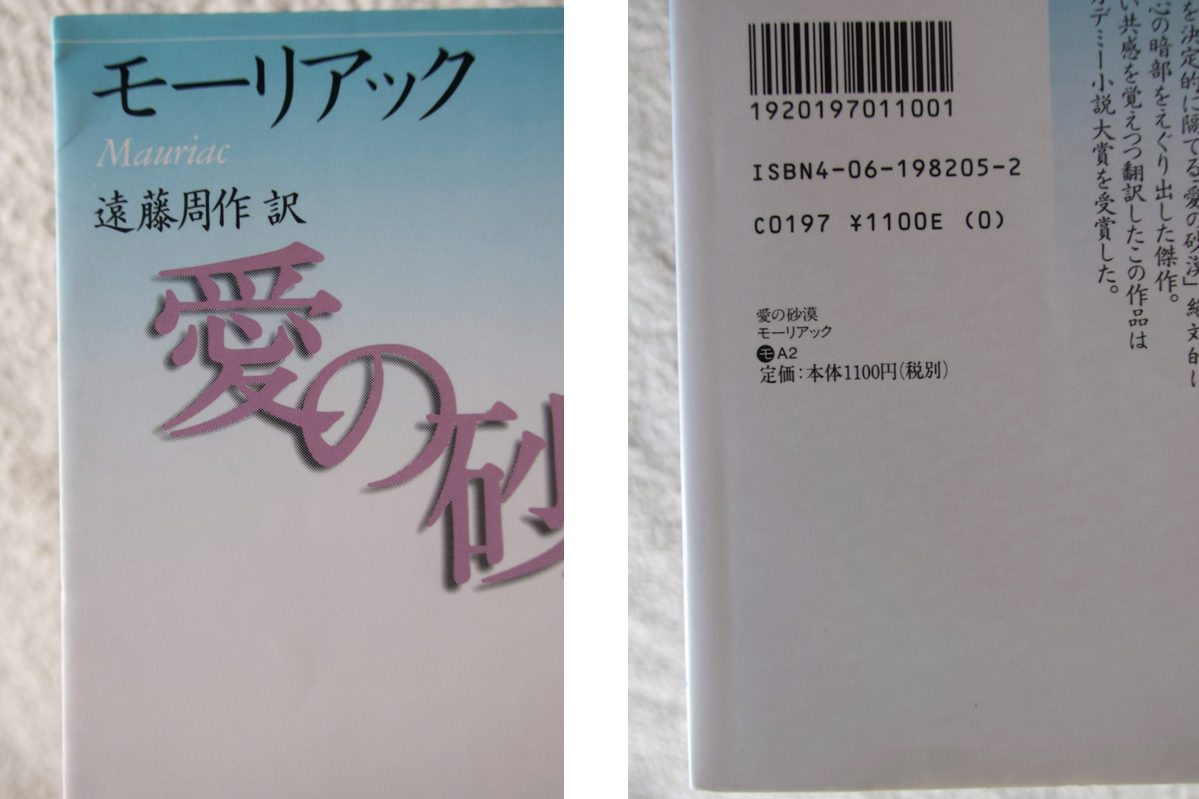 モーリアック
Mauriac
遠藤周作 訳
愛の砂
1920197011001
ISBN4-06-198205-2
C0197 ¥1100E (0)
愛の砂漠
モーリアック
モA2
定価:本体1100円(税別)
を決定的に隔てる「愛の砂漠」
の暗部をえぐり出した傑作。
い共感を覚えつつ翻訳したこの作品は
デミー小説大賞を受賞した。